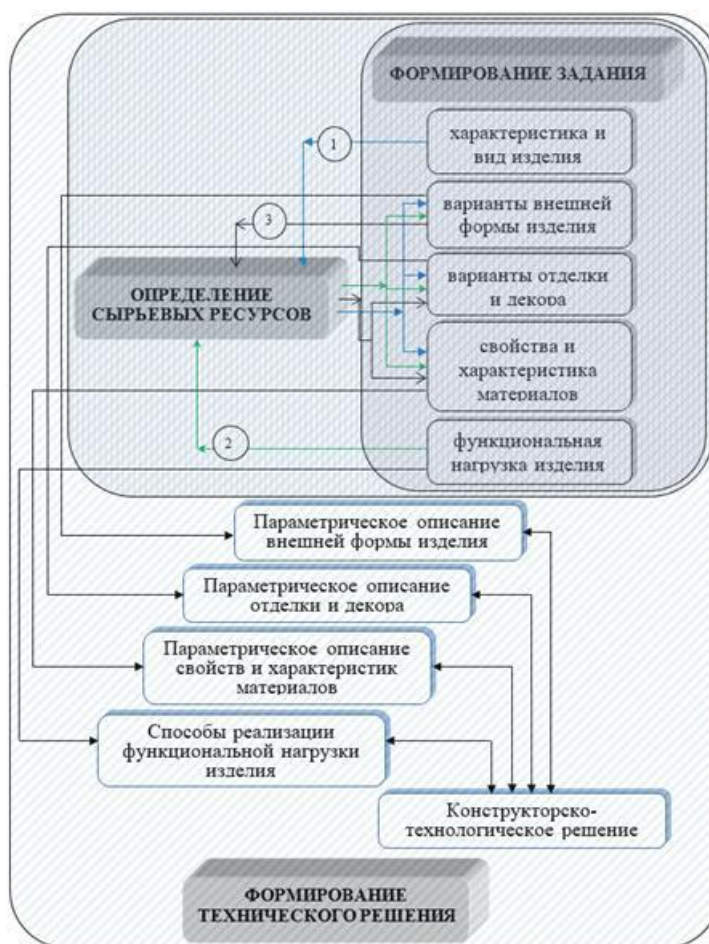 ФОРМИРОВАНИЕ ЗАДАНИЯ
1
характеристика и
вид изделия
3
варианты внешней
формы изделия
ОПРЕДЕЛЕНИЕ
СЫРЬЕВЫХ РЕСУРСОВ
варианты отделки
и декора
свойства и
характеристика
материалов
2
функциональная
нагрузка изделия
Параметрическое описание
внешней формы изделия
Параметрическое описание
отделки и декора
Параметрическое описание
свойств и характеристик
материалов
Способы реализации
функциональной нагрузки
изделия
Конструкторско-
технологическое решение
ФОРМИРОВАНИЕ
ТЕХНИЧЕСКОГО РЕШЕНИЯ